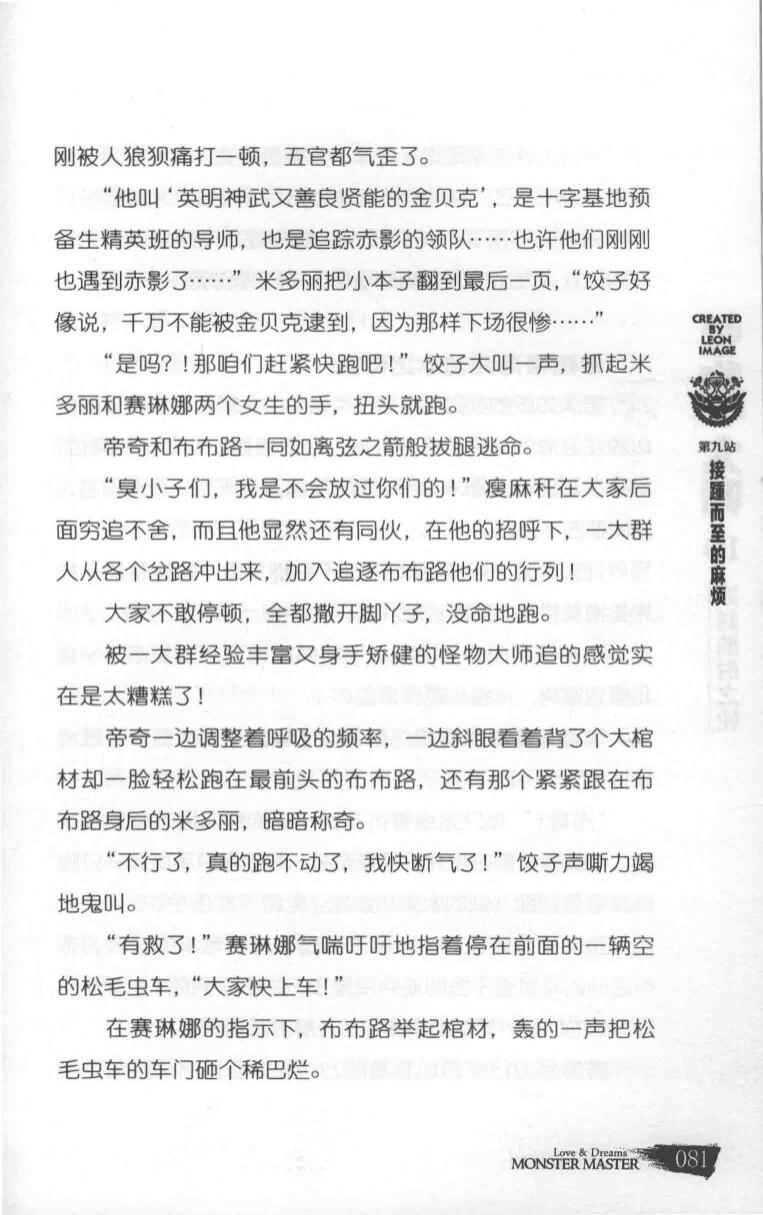 刚被人狼狈痛打一顿，五官都气歪了。
“他叫‘英明神武又善良贤能的金贝克’，是十字基地预
备生精英班的导师，也是追踪赤影的领队……也许他们刚刚
也遇到赤影了……”米多丽把小本子翻到最后一页，“饺子好
像说，千万不能被金贝克逮到，因为那样下场很惨……”
“是吗？！那咱们赶紧快跑吧！”饺子大叫一声，抓起米
多丽和赛琳娜两个女生的手，扭头就跑。
帝奇和布布路一同如离弦之箭般拔腿逃命。
“臭小子们，我是不会放过你们的！”瘦麻秆在大家后
面穷追不舍，而且他显然还有同伙，在他的招呼下，一大群
人从各个岔路冲出来，加入追逐布布路他们的行列！
大家不敢停顿，全都撒开脚丫子，没命地跑。
被一大群经验丰富又身手矫健的怪物大师追的感觉实
在是太糟糕了！
帝奇一边调整着呼吸的频率，一边斜眼看着背了个大棺
材却一脸轻松跑在最前头的布布路，还有那个紧紧跟在布
布路身后的米多丽，暗暗称奇。
“不行了，真的跑不动了，我快断气了！”饺子声嘶力竭
地鬼叫。
“有救了！”赛琳娜气喘吁吁地指着停在前面的一辆空
的松毛虫车，“大家快上车！”
在赛琳娜的指示下，布布路举起棺材，轰的一声把松
毛虫车的车门砸个稀巴烂。
CREATED
BY
LEON
IMAGE
第九站
接踵而至的麻烦
Love & Dreams
MONSTER MASTER
081